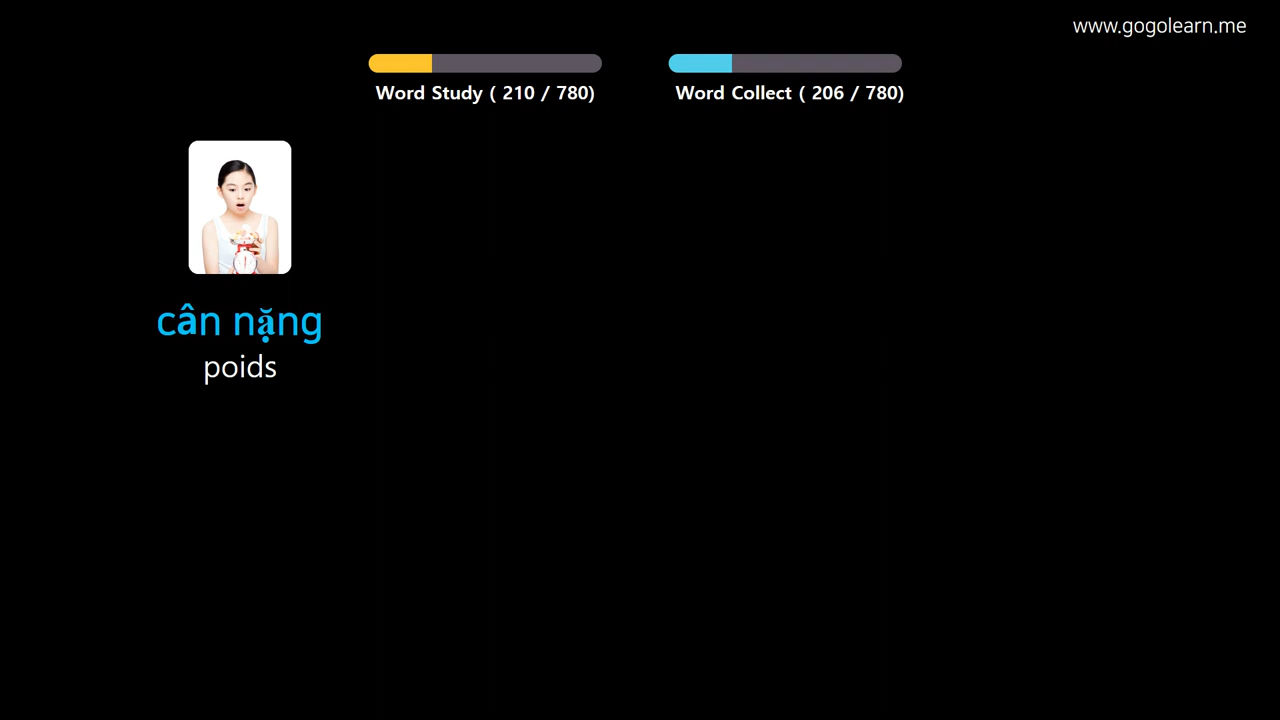 www.gogolearn.me
Word Study ( 210 / 780)
Word Collect ( 206 / 780)
cân nặng
poids